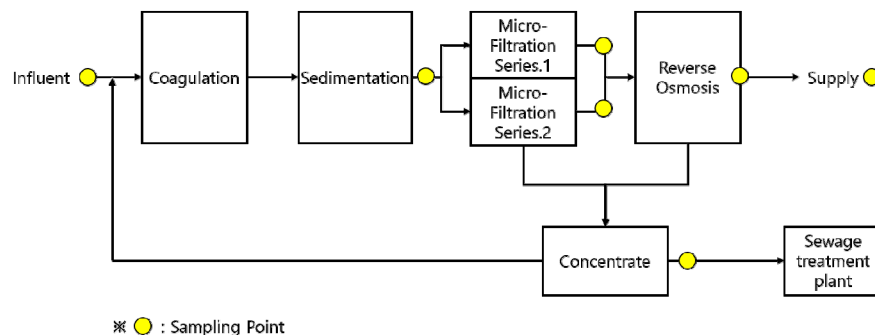 Influent
Coagulation
Sedimentation
Micro-
Filtration
Series.1
Micro-
Filtration
Series.2
Reverse
Osmosis
Supply
Concentrate
Sewage
treatment
plant
※ : Sampling Point